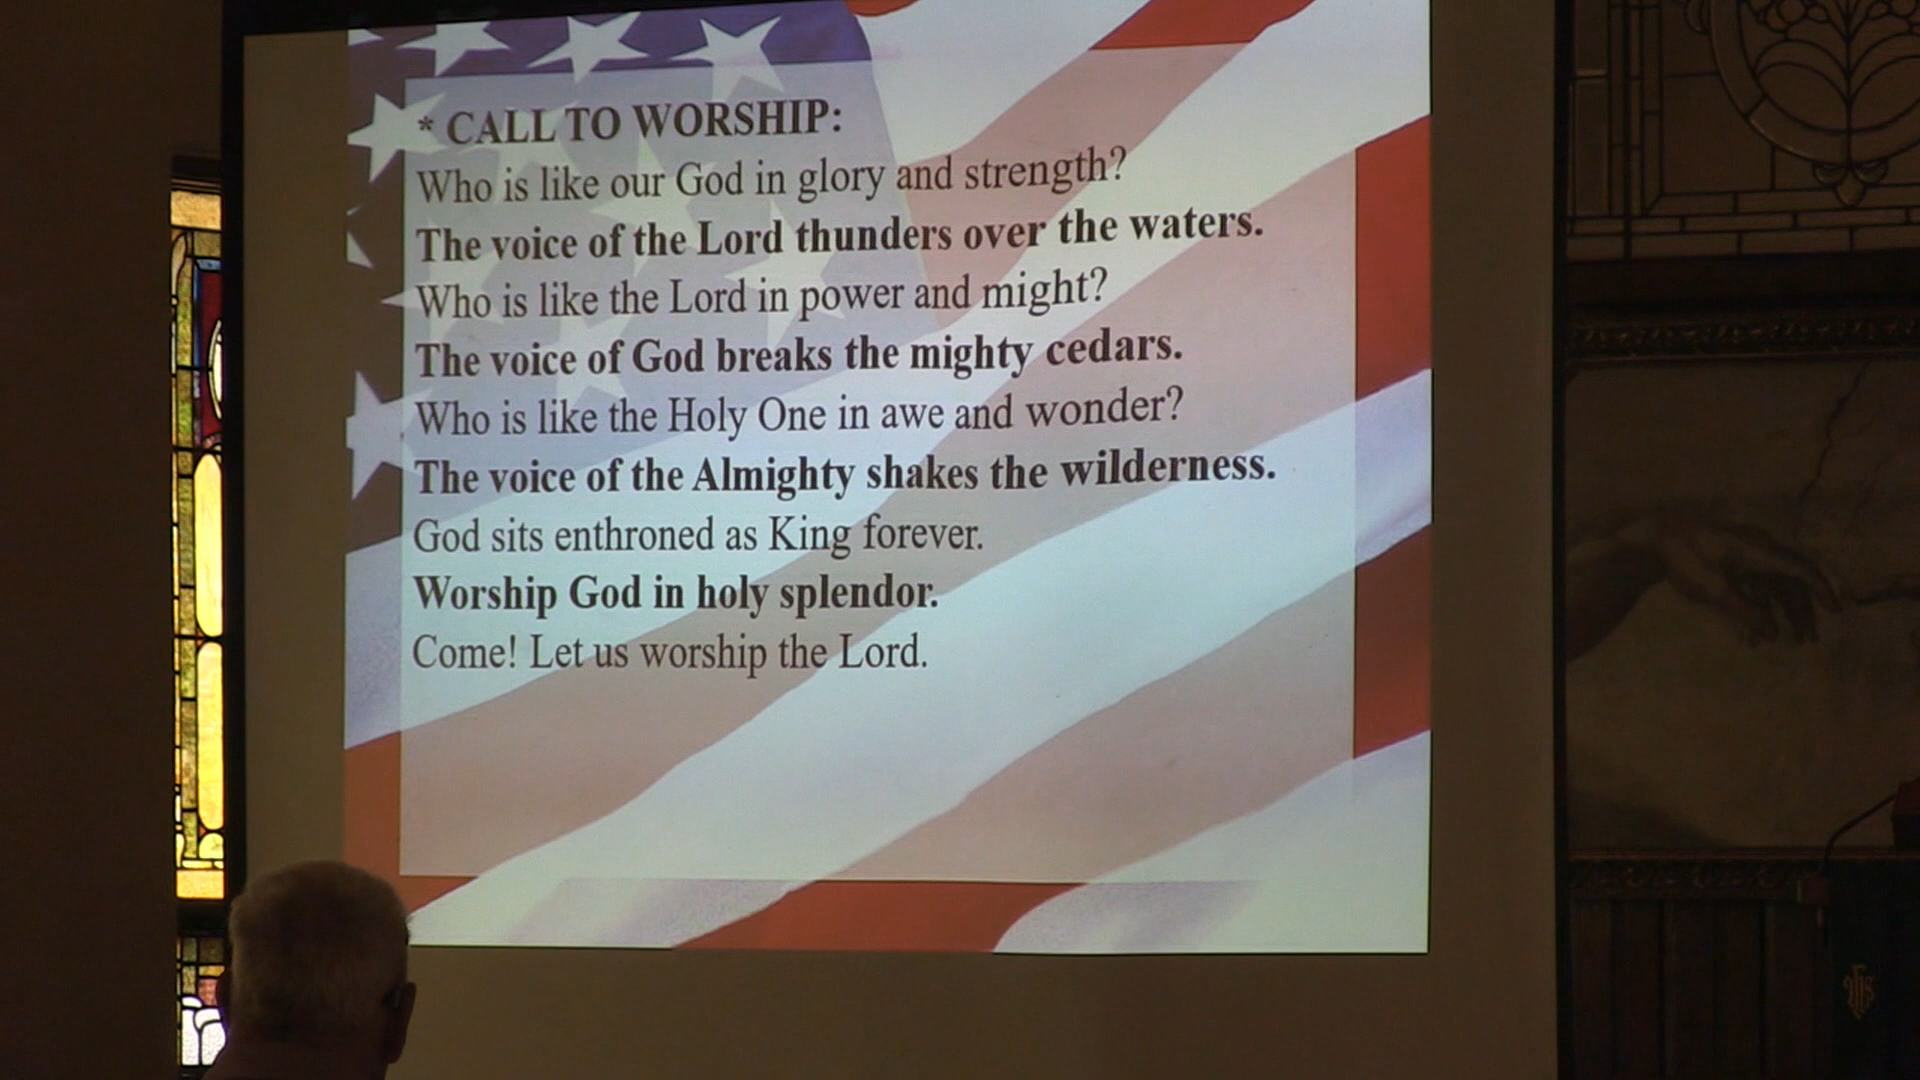 * CALL TO WORSHIP:
Who is like our God in glory and strength?
The voice of the Lord thunders over the waters.
Who is like the Lord in power and might?
The voice of God breaks the mighty cedars.
Who is like the Holy One in awe and wonder?
The voice of the Almighty shakes the wilderness.
God sits enthroned as King forever.
Worship God in holy splendor.
Come! Let us worship the Lord.
IHS